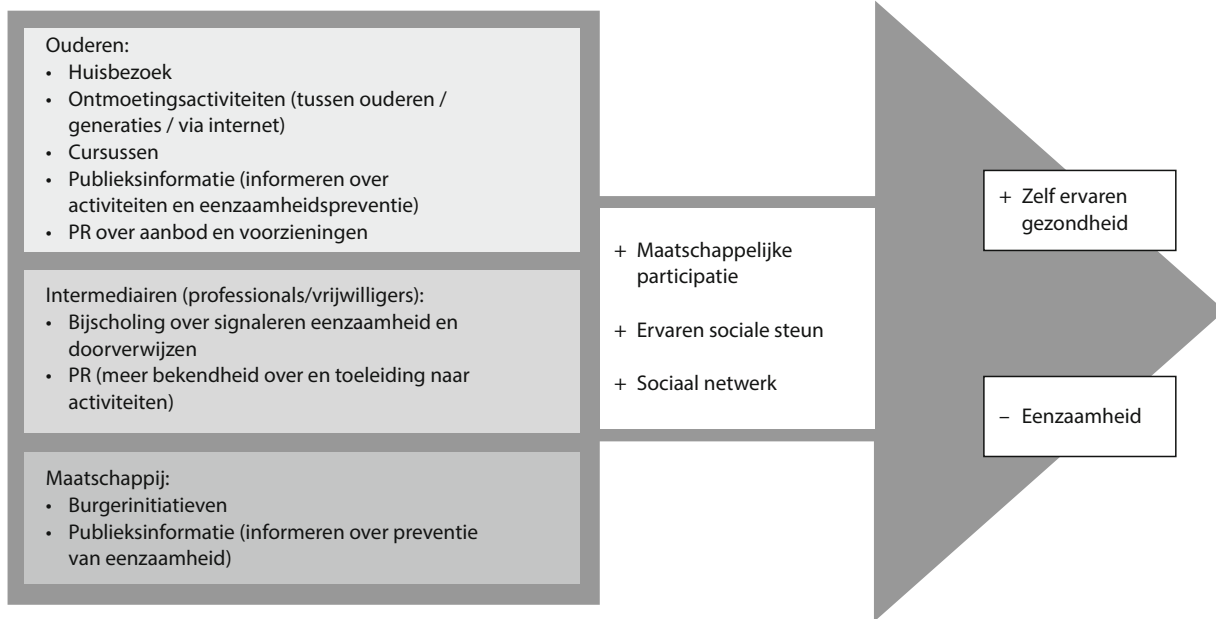 Ouderen:
• Huisbezoek
• Ontmoetingsactiviteiten (tussen ouderen /
generaties / via internet)
• Cursussen
• Publieksinformatie (informeren over
activiteiten en eenzaamheidspreventie)
• PR over aanbod en voorzieningen
Intermediairen (professionals/vrijwilligers):
• Bijscholing over signaleren eenzaamheid en
doorverwijzen
• PR (meer bekendheid over en toeleiding naar
activiteiten)
Maatschappij:
• Burgerinitiatieven
• Publieksinformatie (informeren over preventie
van eenzaamheid)
+ Maatschappelijke
participatie
+ Ervaren sociale steun
+ Sociaal netwerk
+ Zelf ervaren
gezondheid
– Eenzaamheid